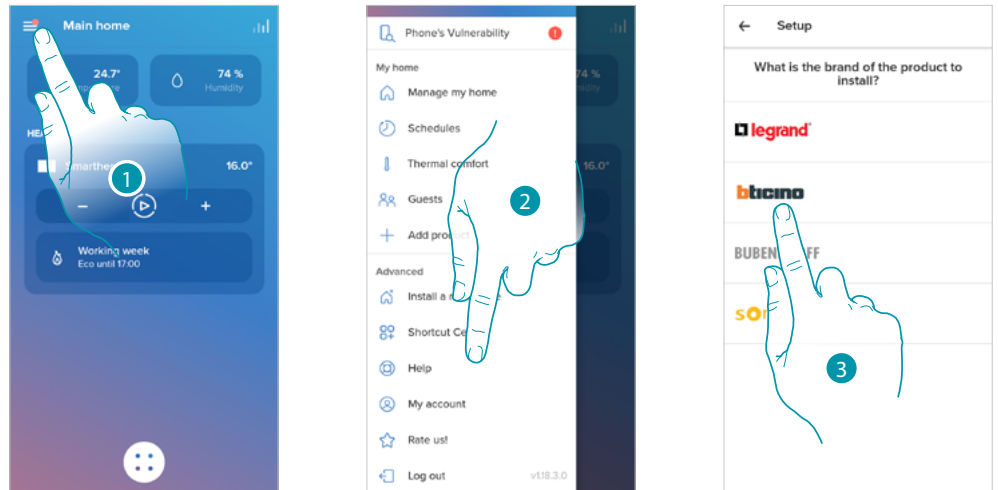 Main home
24.7°
74 %
Humidity
16.0°
1
−
+
Working week
Eco until 17:00
Phone's Vulnerability
!
My home
Manage my home
Schedules
Thermal comfort
Guests
Add
Advanced
Install a
Shortcut
Help
My account
Rate us!
Log out
v1.18.3.0
74 %
16.0°
2
← Setup
What is the brand of the product to
install?
legrand
bticino
3